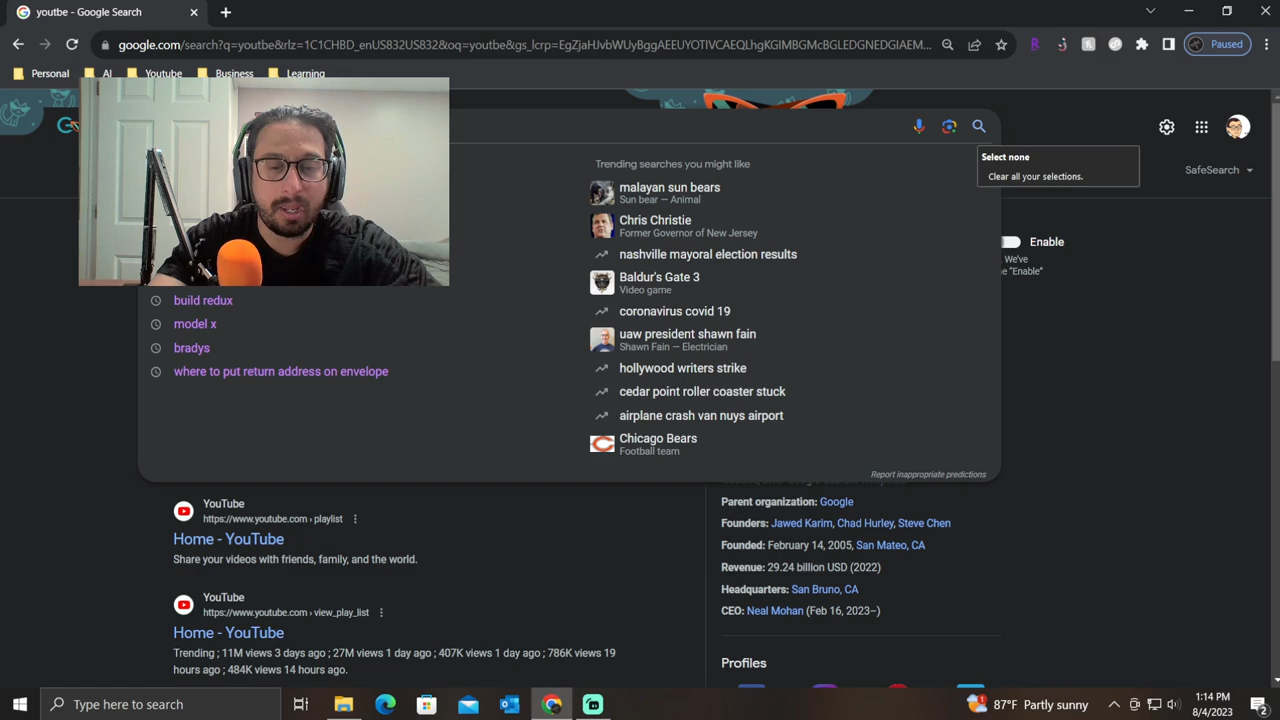 youtbe - Google Search
google.com/search?q=youtbe&rlz=1C1CHBD_enUS832US832&oq=youtbe&gs_lcrp=EgZjaHJvbWUyBggAEEUYOTIVCAEQLhgKGIMBGMcBGLEDGNEDGIAEM...
Paused
Personal
AI
Youtube
Business
Learning
Select none
Clear all your selections.
SafeSearch
Enable
We've
e "Enable"
Trending searches you might like
malayan sun bears
Sun bear — Animal
Chris Christie
Former Governor of New Jersey
nashville mayoral election results
Baldur's Gate 3
Video game
coronavirus covid 19
uaw president shawn fain
Shawn Fain — Electrician
hollywood writers strike
cedar point roller coaster stuck
airplane crash van nuys airport
Chicago Bears
Football team
Report inappropriate predictions
build redux
model x
bradys
where to put return address on envelope
YouTube
https://www.youtube.com › playlist
Home - YouTube
Share your videos with friends, family, and the world.
YouTube
https://www.youtube.com › view_play_list
Home - YouTube
Trending ; 11M views 3 days ago ; 27M views 1 day ago ; 407K views 1 day ago ; 786K views 19
hours ago ; 484K views 14 hours ago.
Parent organization: Google
Founders: Jawed Karim, Chad Hurley, Steve Chen
Founded: February 14, 2005, San Mateo, CA
Revenue: 29.24 billion USD (2022)
Headquarters: San Bruno, CA
CEO: Neal Mohan (Feb 16, 2023–)
Profiles
Type here to search
87°F Partly sunny
1:14 PM
8/4/2023
2